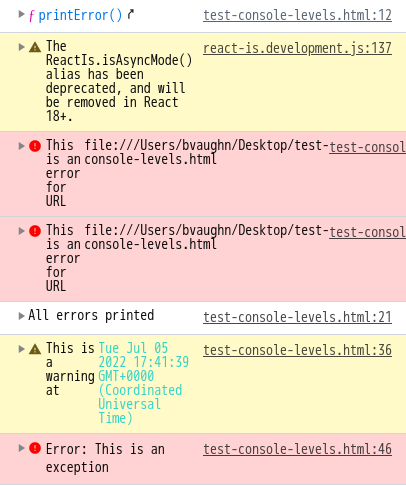 ƒ printError() test-console-levels.html:12
The react-is.development.js:137
ReactIs.isAsyncMode()
alias has been
deprecated, and will
be removed in React
18+.
This file:///Users/bvaughn/Desktop/test- test-consol
is an console-levels.html
error
for
URL
This file:///Users/bvaughn/Desktop/test- test-consol
is an console-levels.html
error
for
URL
All errors printed test-console-levels.html:21
This is Tue Jul 05 test-console-levels.html:36
a 2022 17:41:39
warning GMT+0000
at (Coordinated
Universal
Time)
Error: This is an test-console-levels.html:46
exception